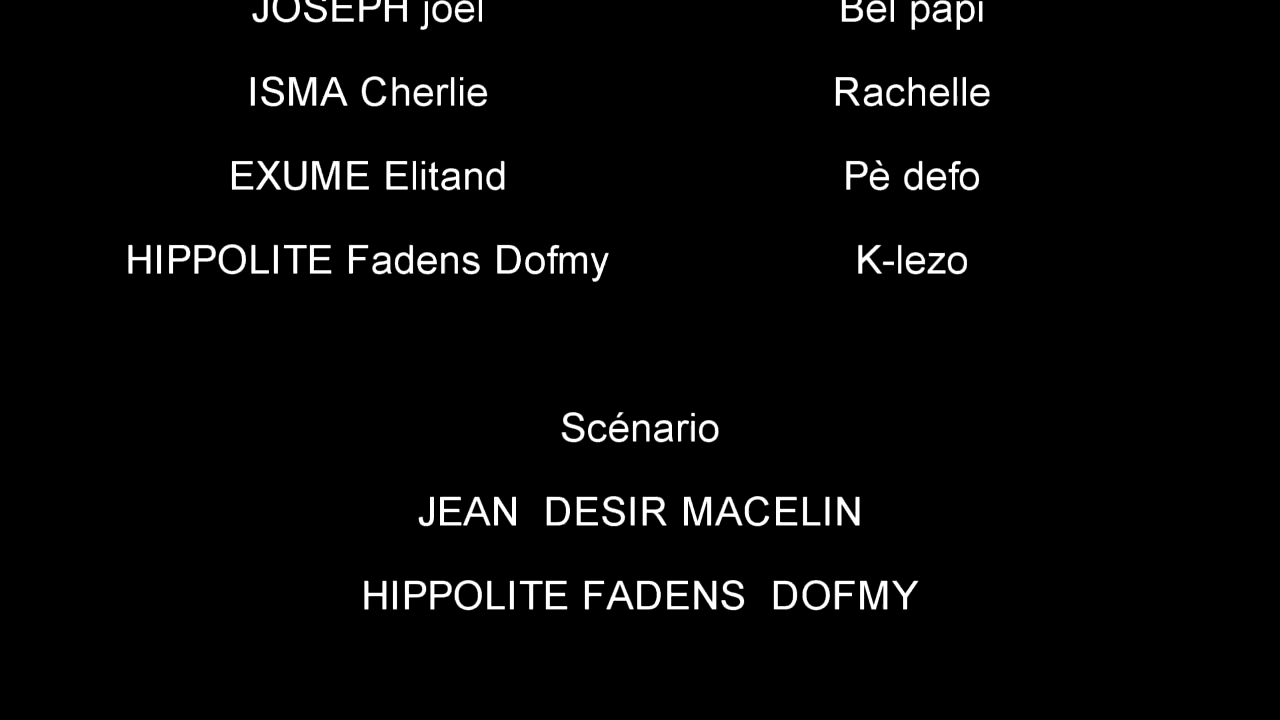 JOSEPH joel Bel papi
ISMA Cherlie Rachelle
EXUME Elitand Pè defo
HIPPOLITE Fadens Dofmy K-lezo
Scénario
JEAN DESIR MACELIN
HIPPOLITE FADENS DOFMY